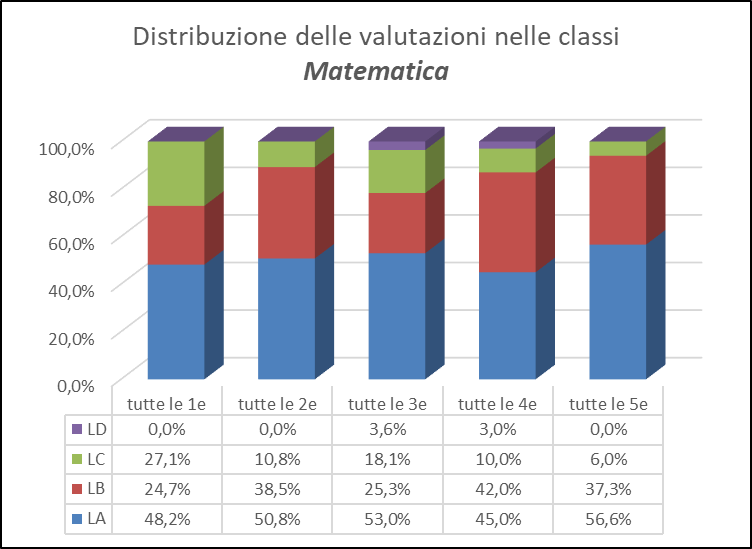 Distribuzione delle valutazioni nelle classi
Matematica
100,0%
80,0%
60,0%
40,0%
20,0%
0,0%
tutte le 1e tutte le 2e tutte le 3e tutte le 4e tutte le 5e
LD 0,0% 0,0% 3,6% 3,0% 0,0%
LC 27,1% 10,8% 18,1% 10,0% 6,0%
LB 24,7% 38,5% 25,3% 42,0% 37,3%
LA 48,2% 50,8% 53,0% 45,0% 56,6%